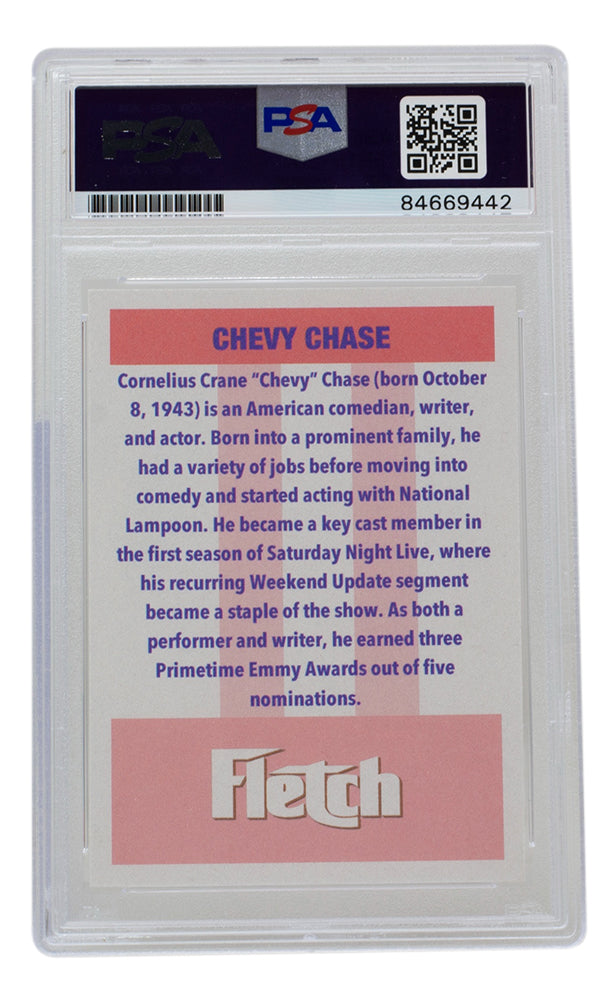 PSA
PSA
84669442
CHEVY CHASE
Cornelius Crane "Chevy" Chase (born October
8, 1943) is an American comedian, writer,
and actor. Born into a prominent family, he
had a variety of jobs before moving into
comedy and started acting with National
Lampoon. He became a key cast member in
the first season of Saturday Night Live, where
his recurring Weekend Update segment
became a staple of the show. As both a
performer and writer, he earned three
Primetime Emmy Awards out of five
nominations.
Fletch